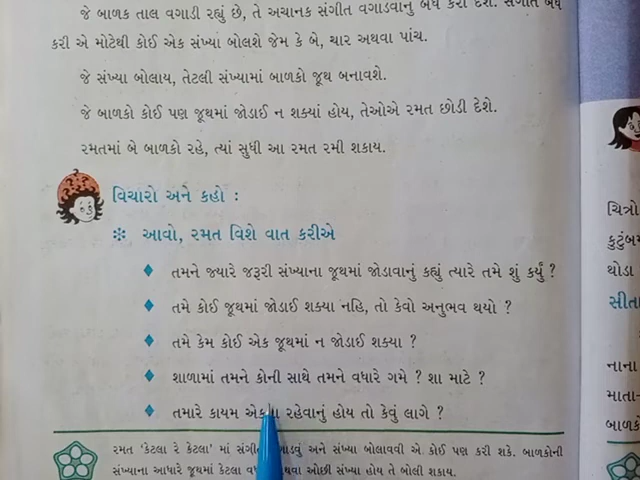 જે બાળક તાલ વગાડી રહ્યું છે, તે અચાનક સંગીત વગાડવાનું બંધ કરી દેશે. સંગીત બંધ
કરી એ મોટેથી કોઈ એક સંખ્યા બોલશે જેમ કે બે, ચાર અથવા પાંચ.
જે સંખ્યા બોલાય, તેટલી સંખ્યામાં બાળકો જૂથ બનાવશે.
જે બાળકો કોઈ પણ જૂથમાં જોડાઈ ન શક્યાં હોય, તેઓએ રમત છોડી દેશે.
રમતમાં બે બાળકો રહે, ત્યાં સુધી આ રમત રમી શકાય.
વિચારો અને કહો :
આવો, રમત વિશે વાત કરીએ
તમને જ્યારે જરૂરી સંખ્યાના જૂથમાં જોડાવાનું કહ્યું ત્યારે તમે શું કર્યું ?
તમે કોઈ જૂથમાં જોડાઈ શક્યા નહિ, તો કેવો અનુભવ થયો ?
તમે કેમ કોઈ એક જૂથમાં ન જોડાઈ શક્યા ?
શાળામાં તમને કોની સાથે તમને વધારે ગમે ? શા માટે ?
તમારે કાયમ રહેવાનું હોય તો કેવું લાગે ?
રમત ‘કેટલા રે કેટલા’ માં અને સંખ્યા બોલાવવી એ કોઈ પણ કરી શકે. બાળકોની
સંખ્યાના આધારે જૂથમાં કેટલા ઓછી સંખ્યા હોય તે બોલી શકાય.
ચિત્રો
થોડા
નાના
માતા-
બાળકો